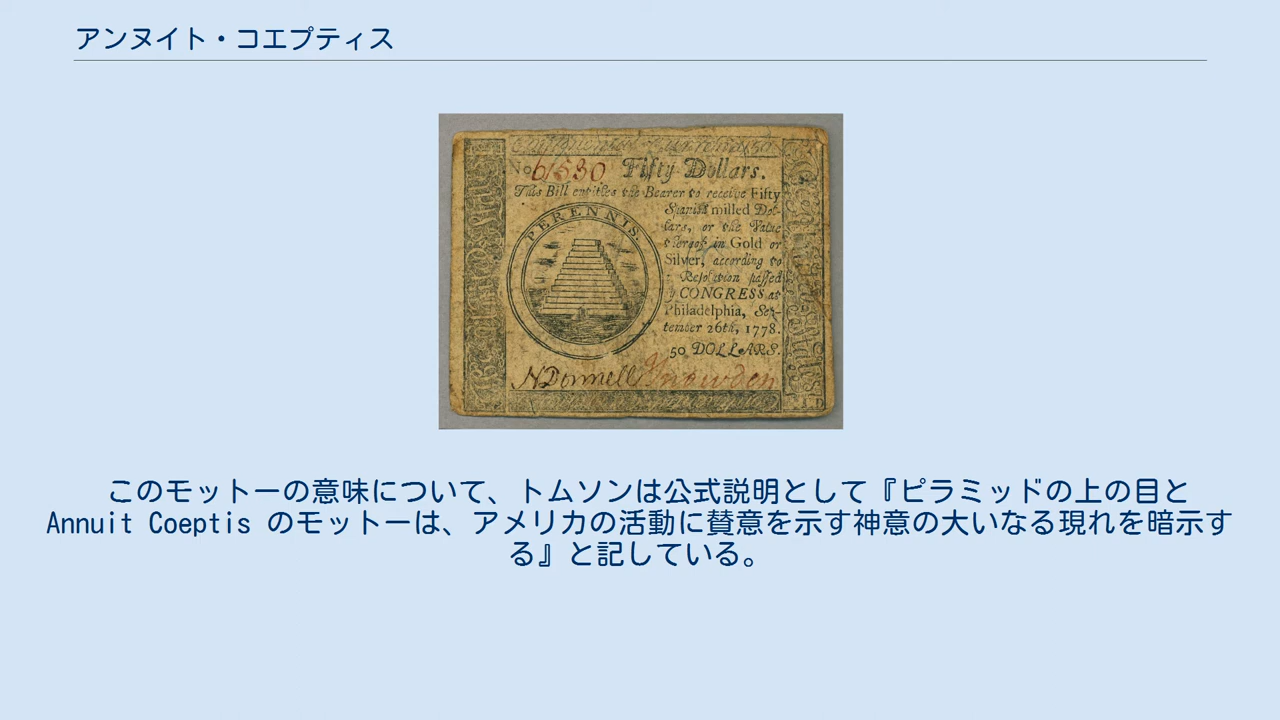 アンヌイト・コエプティス
No 61530 Fifty Dollars.
This Bill entitles the Bearer to receive Fifty
Spanish milled Dol-
lars, or the Value
thereof in Gold or
Silver, according to
Resolution passed
by CONGRESS at
Philadelphia, Sep-
tember 26th, 1778.
50 DOLLARS.
PERENNIS.
このモットーの意味について、トムソンは公式説明として『ピラミッドの上の目と
Annuit Coeptis のモットーは、アメリカの活動に賛意を示す神意の大いなる現れを暗示す
る』と記している。